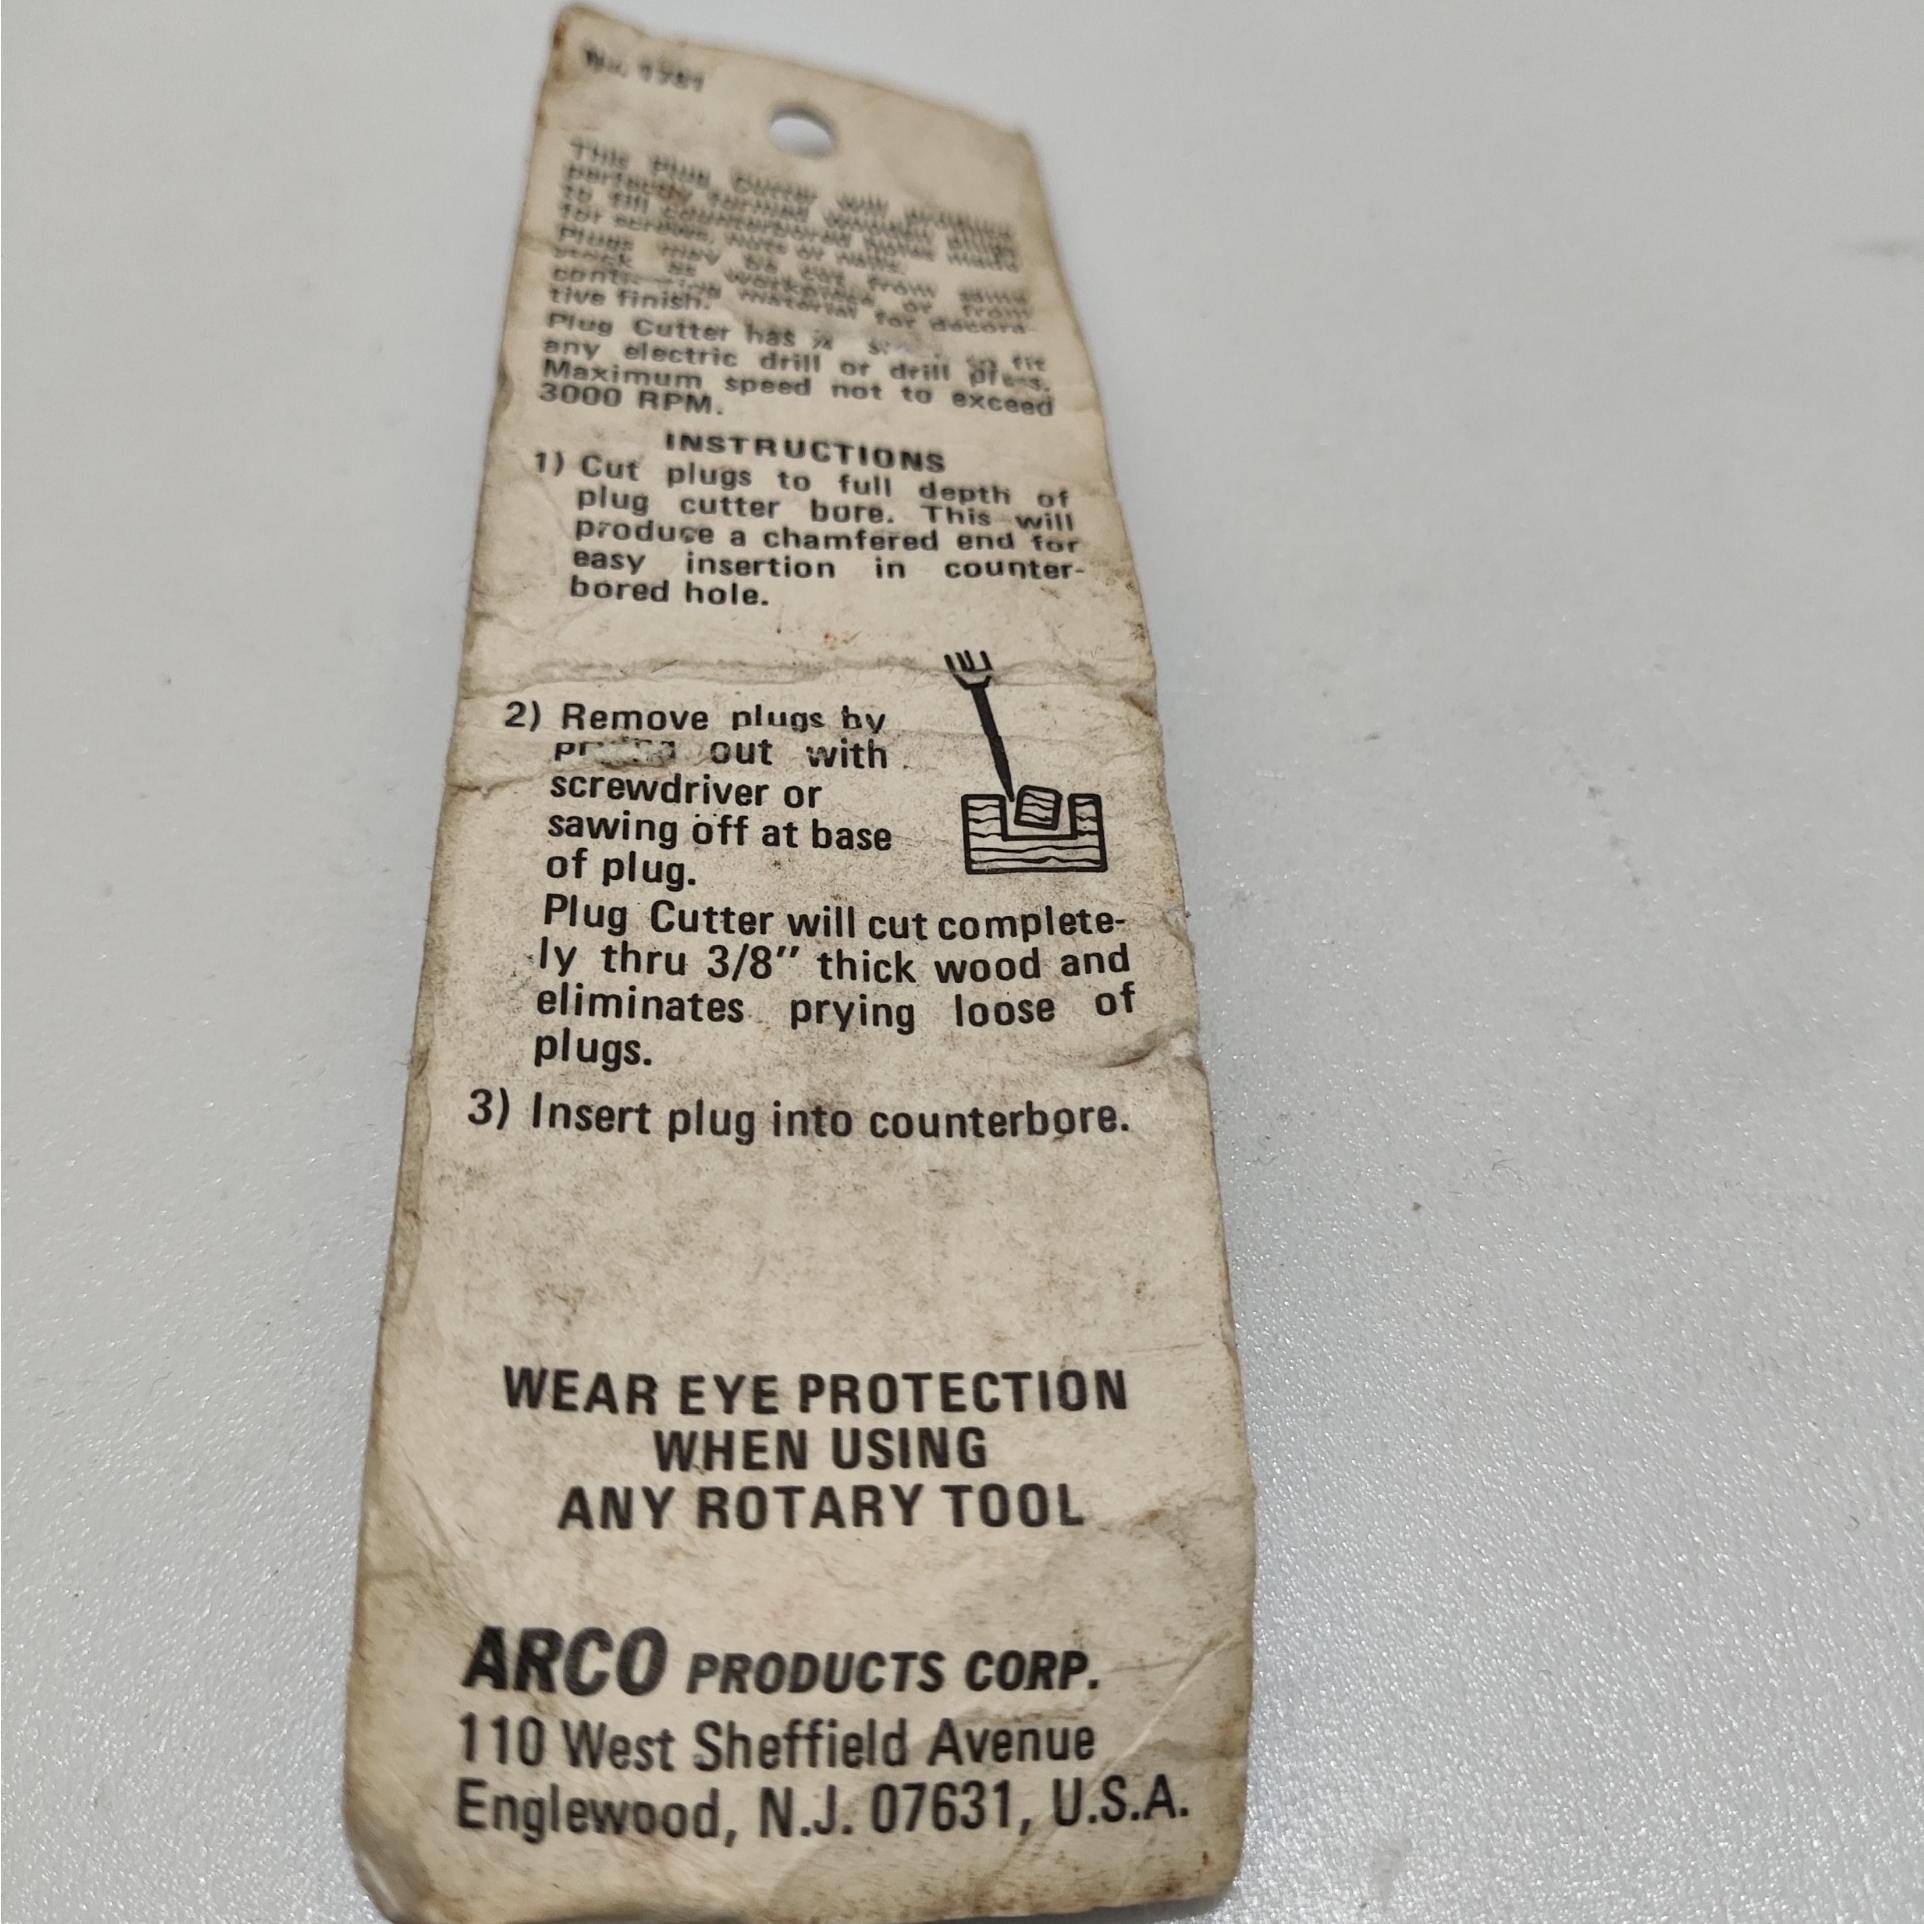 This Plug Cutter will produce
perfectly formed wooden plugs
to fill counterbored holes made
for screws, nuts or nails.
Plugs may be cut from same
stock as workpiece or from
material for decora-
tive finish.
Plug Cutter has to fit
any electric drill or drill press.
Maximum speed not to exceed
3000 RPM.
INSTRUCTIONS
1) Cut plugs to full depth of
plug cutter bore. This will
produce a chamfered end for
easy insertion in counter-
bored hole.
2) Remove plugs by
out with
screwdriver or
sawing off at base
of plug.
Plug Cutter will cut complete-
ly thru 3/8" thick wood and
eliminates prying loose of
plugs.
3) Insert plug into counterbore.
WEAR EYE PROTECTION
WHEN USING
ANY ROTARY TOOL
ARCO PRODUCTS CORP.
110 West Sheffield Avenue
Englewood, N.J. 07631, U.S.A.